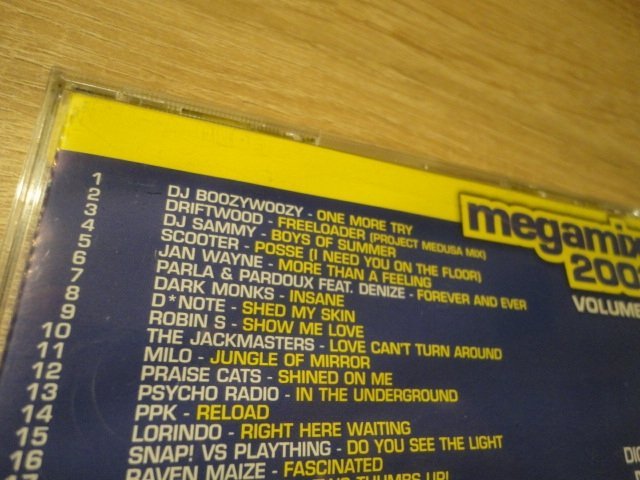 1 DJ BOOZYWOOZY - ONE MORE TRY
2 DRIFTWOOD - FREELOADER (PROJECT MEDUSA MIX)
3 DJ SAMMY - BOYS OF SUMMER
4 SCOOTER - POSSE (I NEED YOU ON THE FLOOR)
5 JAN WAYNE - MORE THAN A FEELING
6 PARLA & PARDOUX FEAT. DENIZE - FOREVER AND EVER
7 DARK MONKS - INSANE
8 D*NOTE - SHED MY SKIN
9 ROBIN S - SHOW ME LOVE
10 THE JACKMASTERS - LOVE CAN'T TURN AROUND
11 MILO - JUNGLE OF MIRROR
12 PRAISE CATS - SHINED ON ME
13 PSYCHO RADIO - IN THE UNDERGROUND
14 PPK - RELOAD
15 LORINDO - RIGHT HERE WAITING
16 SNAP! VS PLAYTHING - DO YOU SEE THE LIGHT
17 RAVEN MAIZE - FASCINATED
THUMPS UP!
megamix
200
VOLUME